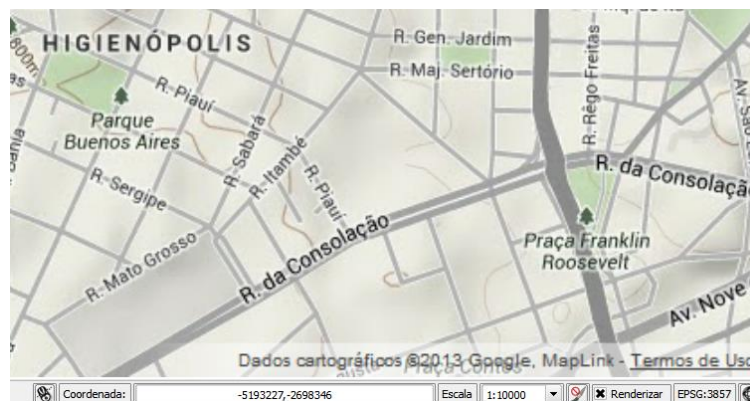 HIGIENÓPOLIS
R. Gen. Jardim
R. Maj. Sertório
R. Rêgo Freitas
800m
R. Piauí
Parque
Buenos Aires
R. Sabará
R. Itambé
R. Piauí
R. Sergipe
R. da Consolação
R. da Consolaçã
Praça Franklin
Roosevelt
R. Mato Grosso
Av. Nove
Dados cartográficos ©2013 Google, MapLink - Termos de Uso
Coordenada: -5193227,-2698346 Escala 1:10000 Renderizar EPSG:3857